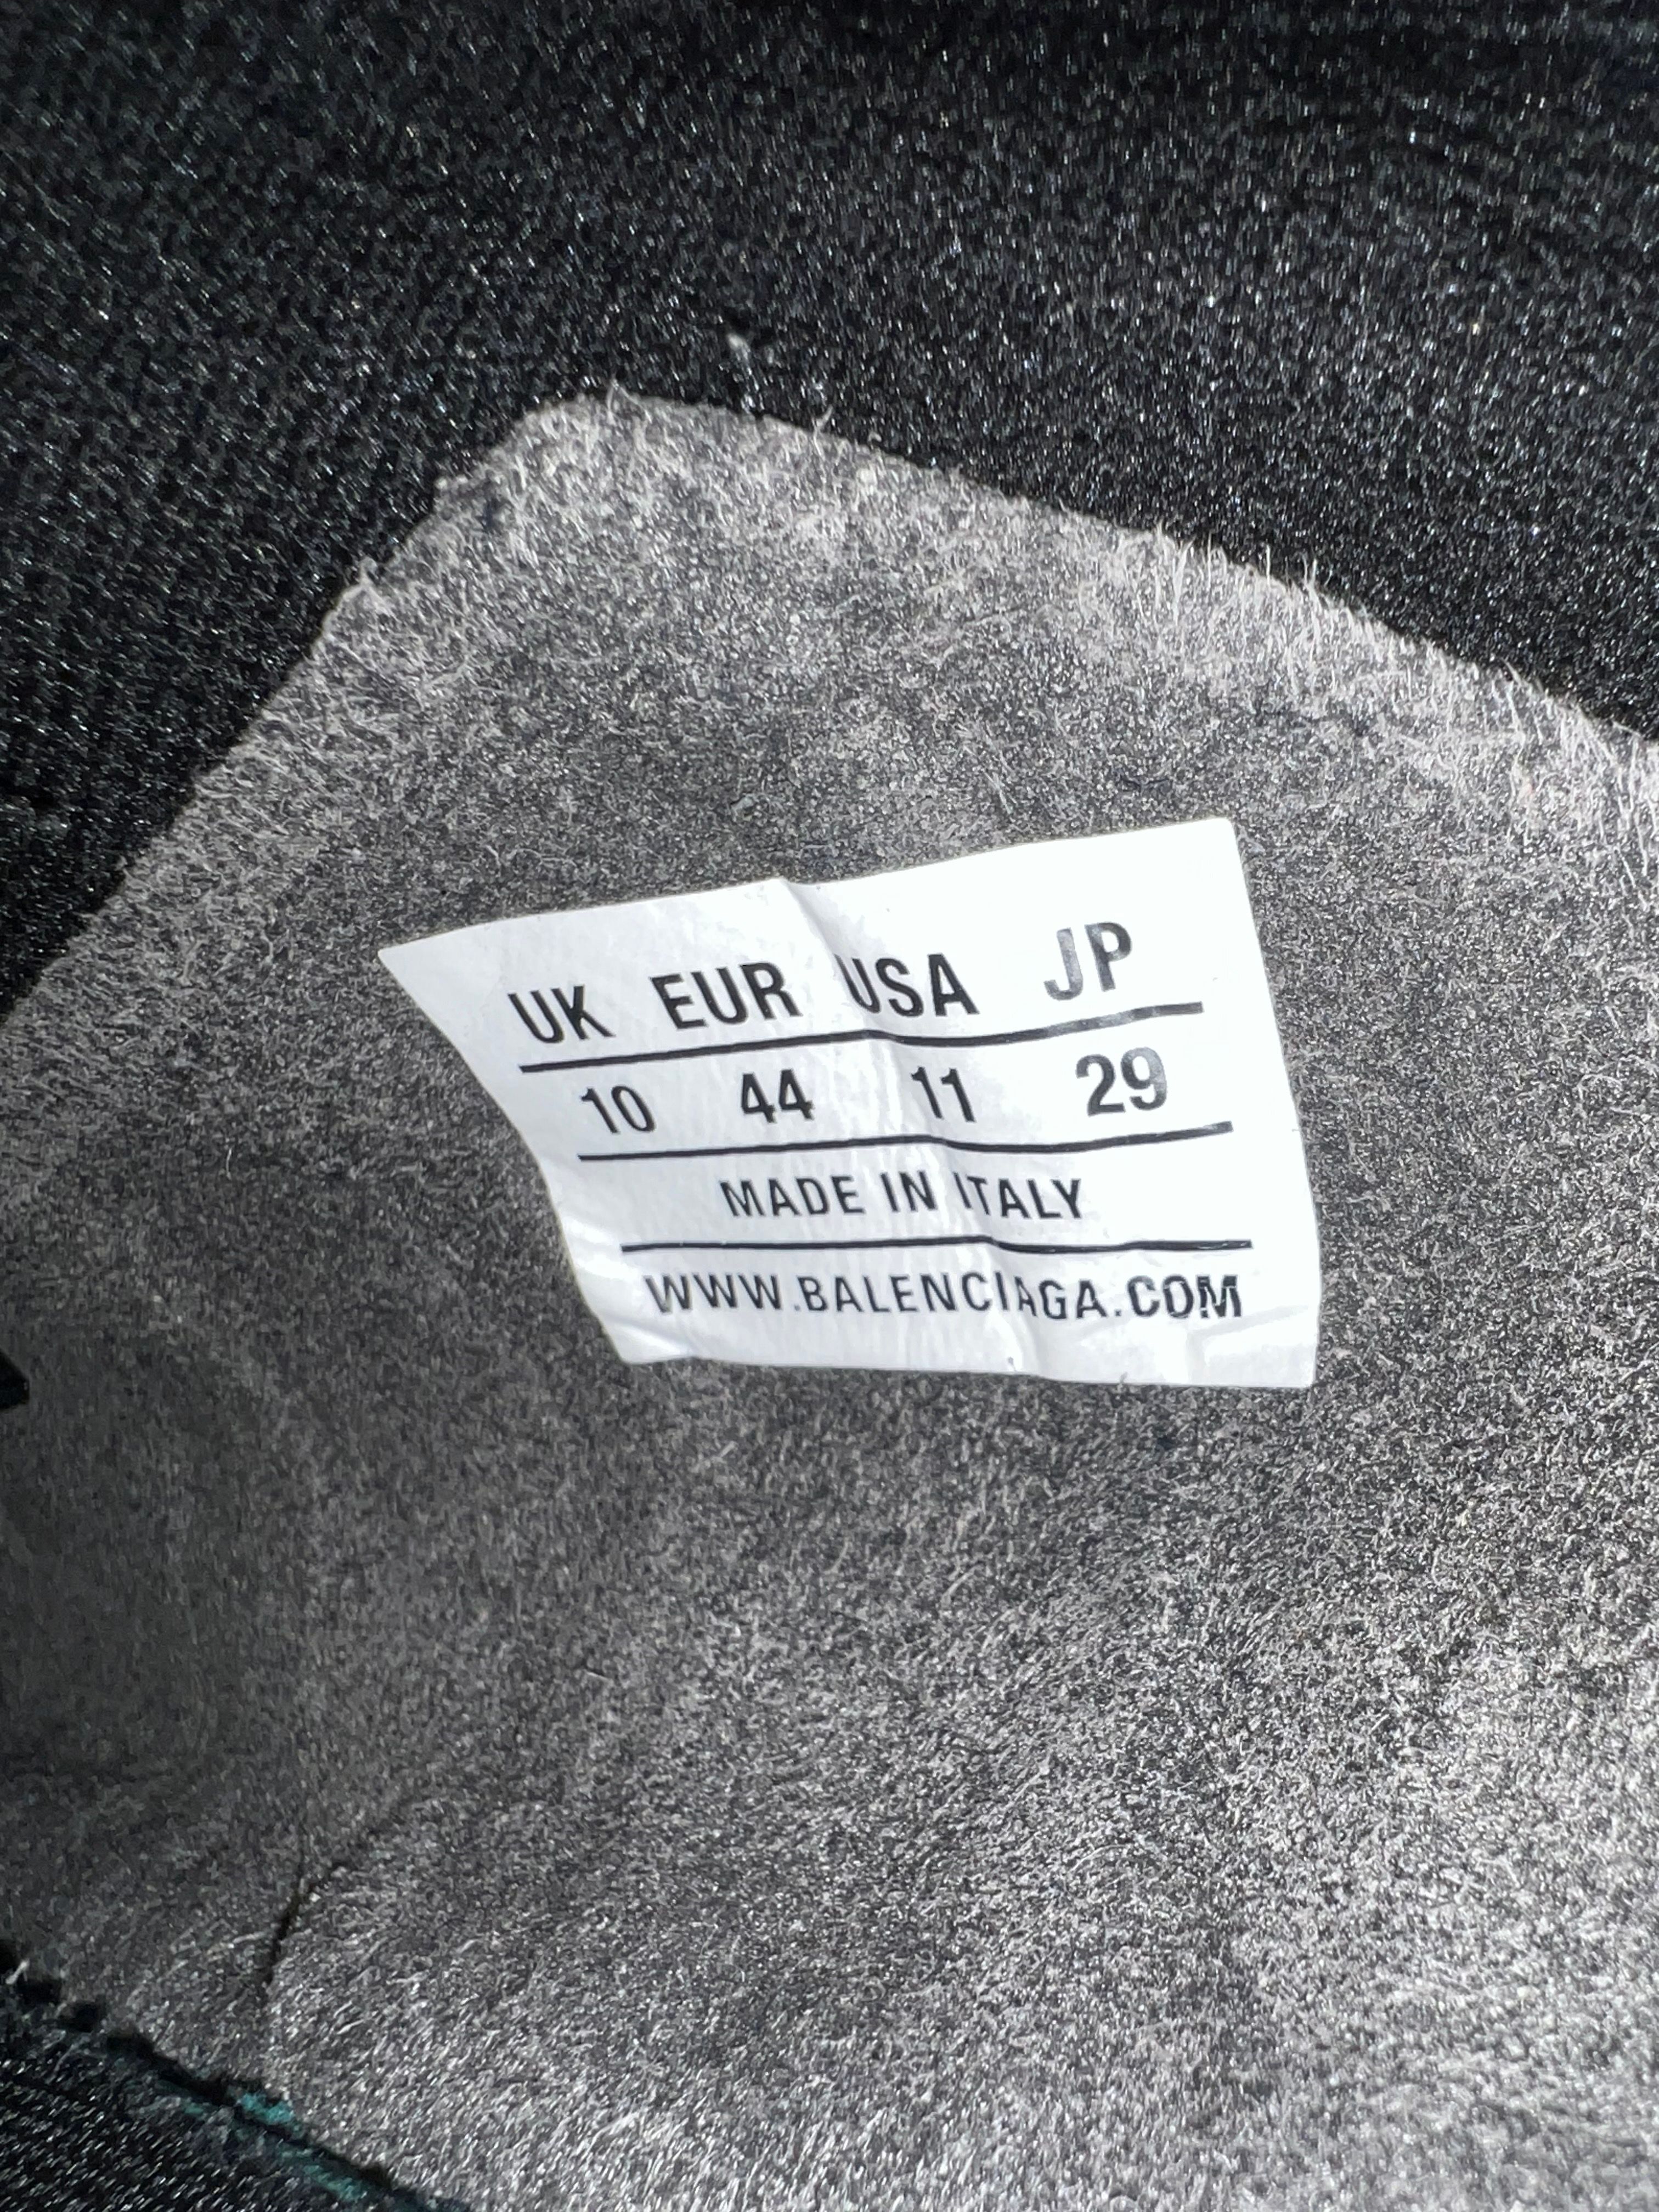 UK EUR USA JP
10 44 11 29
MADE IN ITALY
WWW.BALENCIAGA.COM